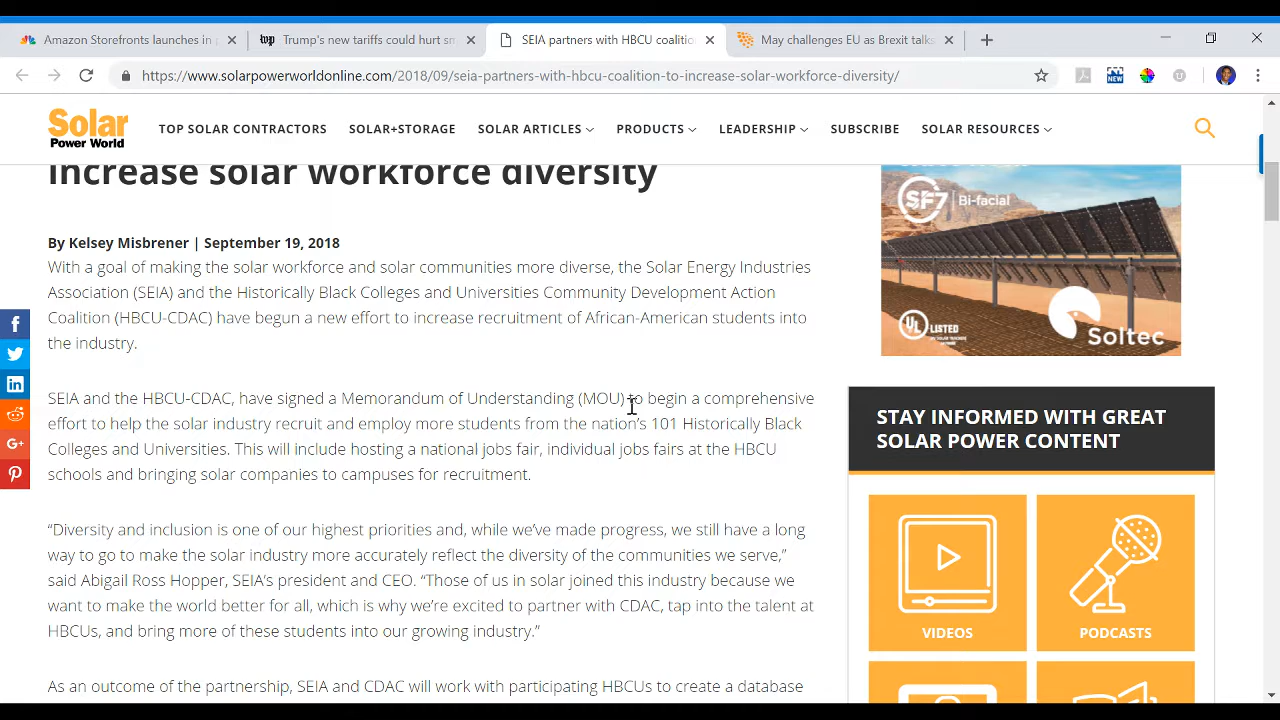 Amazon Storefronts launches in
Trump's new tariffs could hurt sm
SEIA partners with HBCU coalitio
May challenges EU as Brexit talks
https://www.solarpowerworldonline.com/2018/09/seia-partners-with-hbcu-coalition-to-increase-solar-workforce-diversity/
NEW
Solar
Power World
TOP SOLAR CONTRACTORS
SOLAR+STORAGE
SOLAR ARTICLES
PRODUCTS
LEADERSHIP
SUBSCRIBE
SOLAR RESOURCES
increase solar workforce diversity
By Kelsey Misbrener | September 19, 2018
With a goal of making the solar workforce and solar communities more diverse, the Solar Energy Industries
Association (SEIA) and the Historically Black Colleges and Universities Community Development Action
Coalition (HBCU-CDAC) have begun a new effort to increase recruitment of African-American students into
the industry.
SEIA and the HBCU-CDAC, have signed a Memorandum of Understanding (MOU) to begin a comprehensive
effort to help the solar industry recruit and employ more students from the nation's 101 Historically Black
Colleges and Universities. The will include hosting a national jobs fair, individual jobs fairs at the HBCU
schools and bringing solar companies to campuses for recruitment.
“Diversity and inclusion is one of our highest priorities and, while we’ve made progress, we still have a long
way to go to make the solar industry more accurately reflect the diversity of the communities we serve,”
said Abigail Ross Hopper, SEIA’s president and CEO. “Those of us in solar joined this industry because we
want to make the world better for all, which is why we’re excited to partner with CDAC, tap into the talent at
HBCUs, and bring more of these students into our growing industry.”
As an outcome of the partnership, SEIA and CDAC will work with participating HBCUs to create a database
SF7 Bi-facial
UL LISTED
Soltec
STAY INFORMED WITH GREAT
SOLAR POWER CONTENT
VIDEOS
PODCASTS